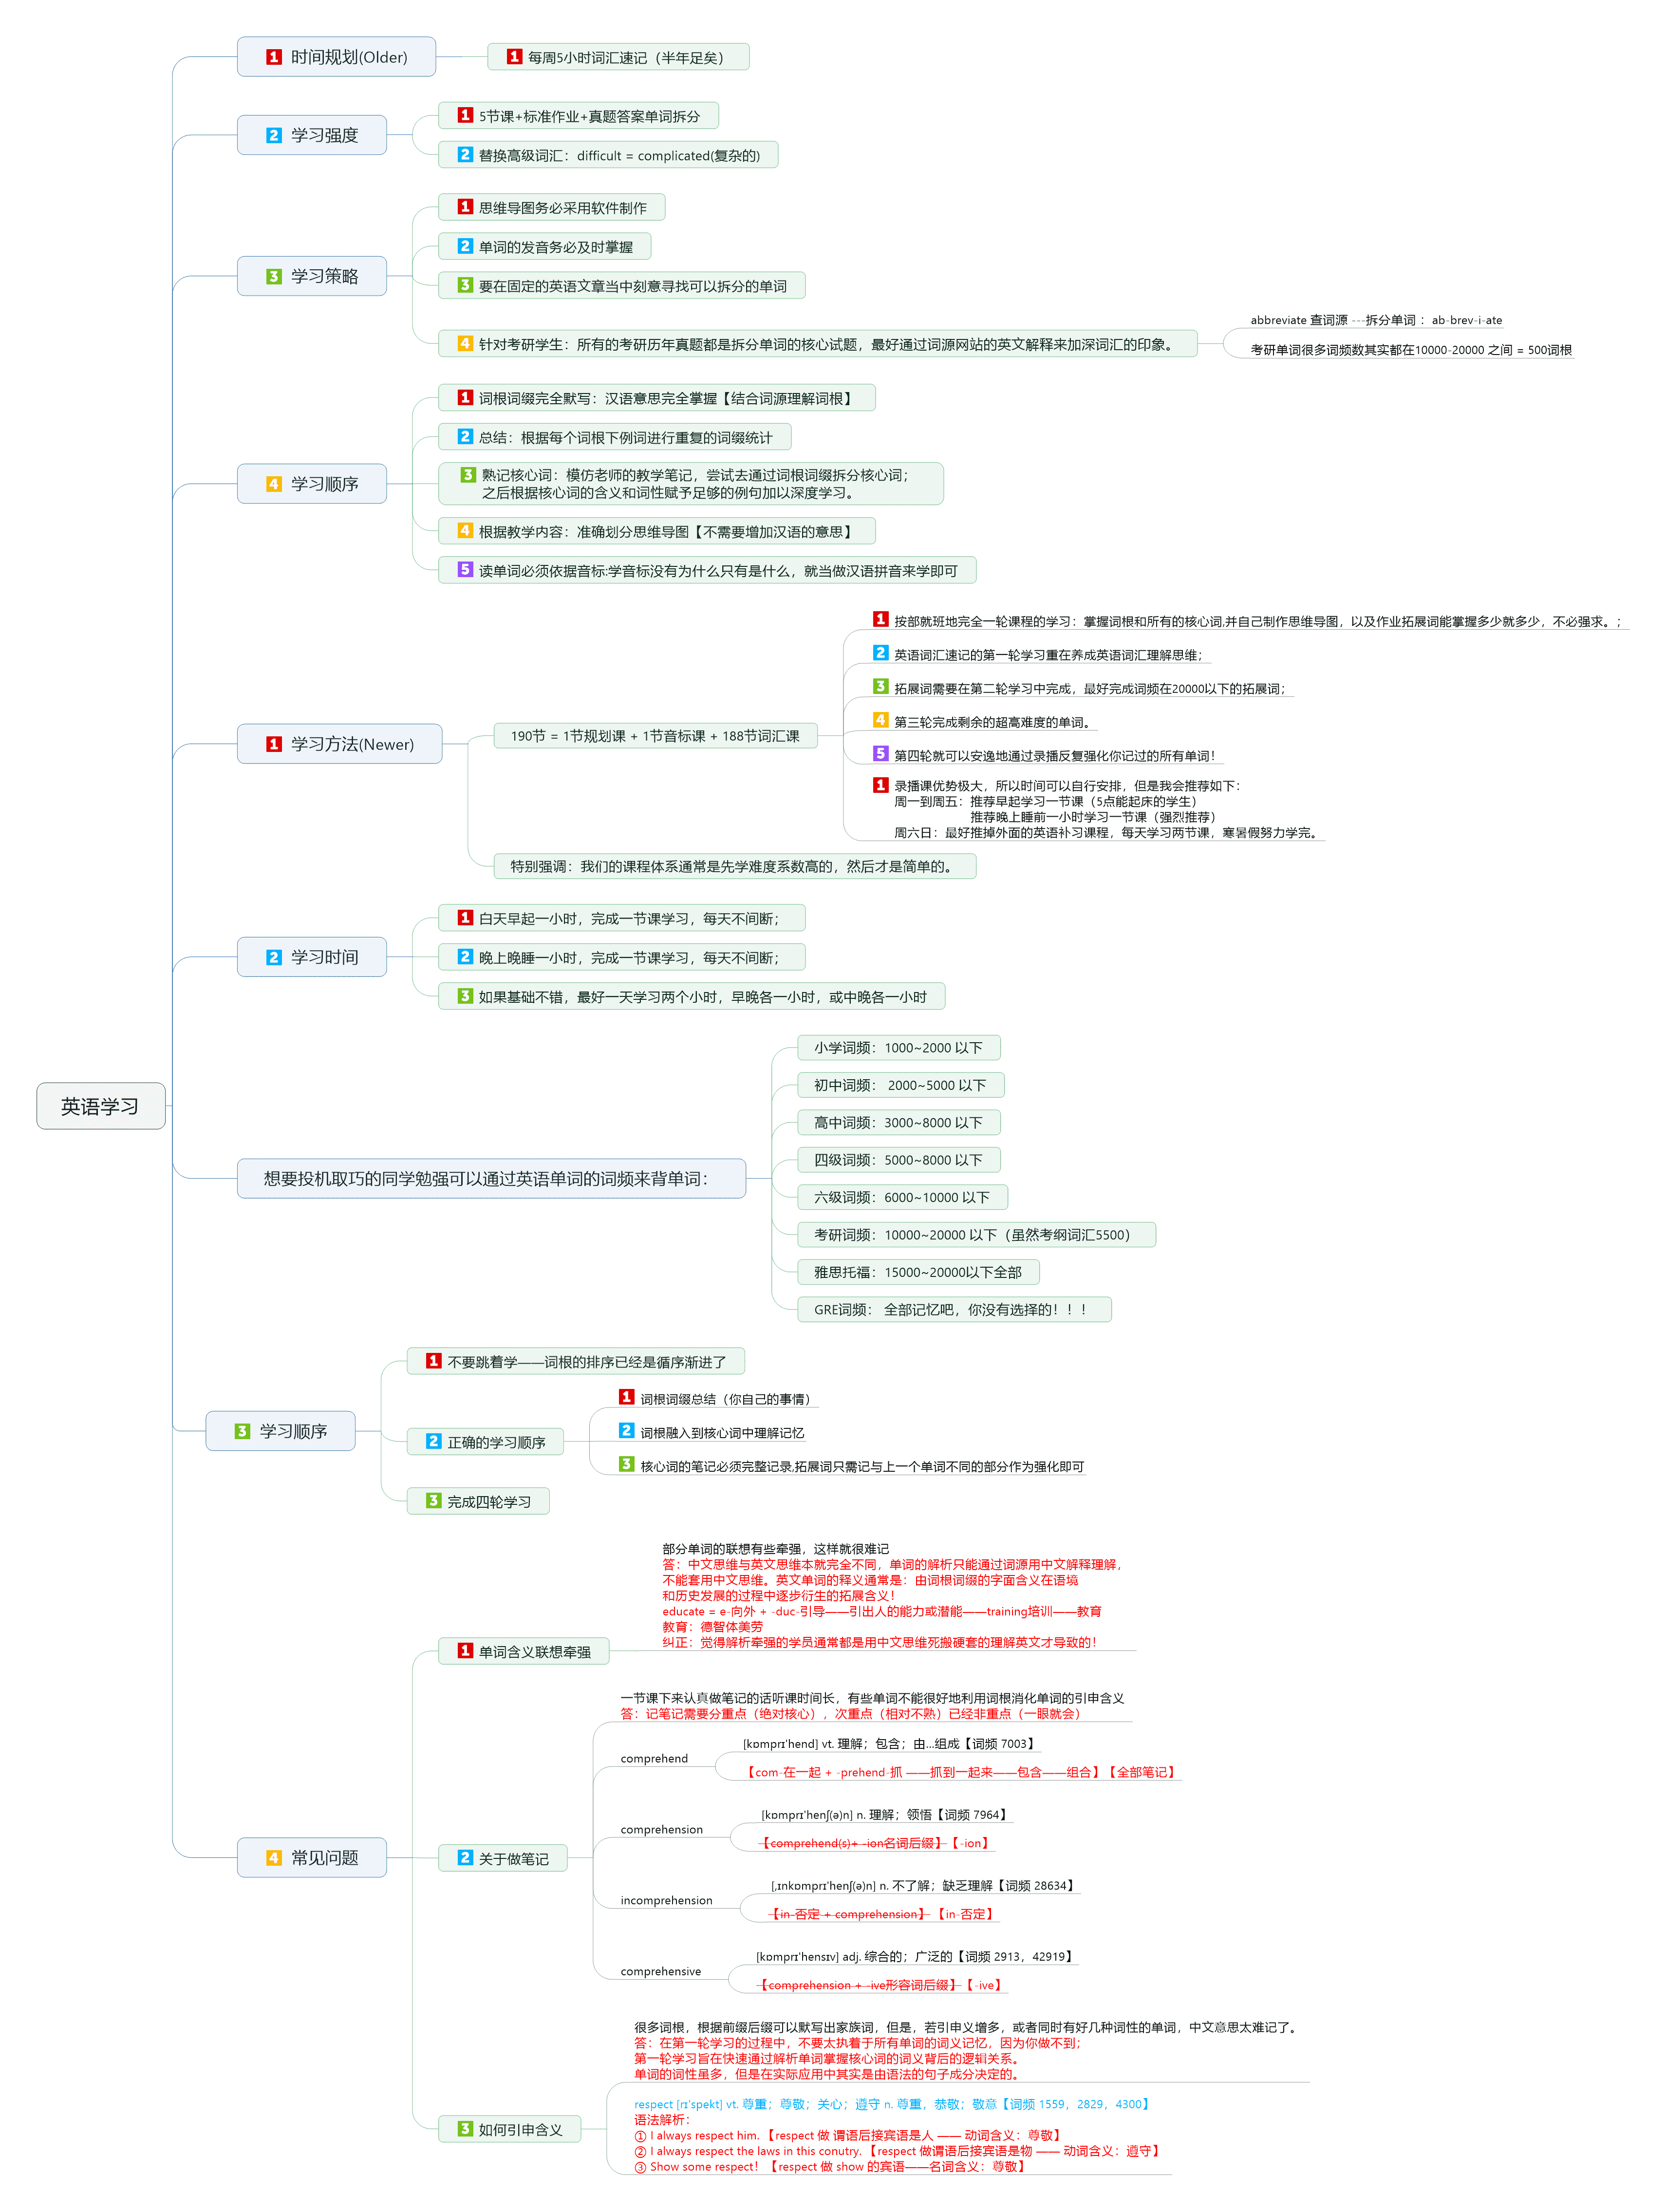 英语学习
1 时间规划(Older)
1 每周5小时词汇速记（半年足矣）
2 学习强度
1 5节课+标准作业+真题答案单词拆分
2 替换高级词汇：difficult = complicated(复杂的)
3 学习策略
1 思维导图务必采用软件制作
2 单词的发音务必及时掌握
3 要在固定的英语文章当中刻意寻找可以拆分的单词
4 针对考研学生：所有的考研历年真题都是拆分单词的核心试题，最好通过词源网站的英文解释来加深词汇的印象。
abbreviate 查词源 ---拆分单词 ：ab-brev-i-ate
考研单词很多词频数其实都在10000-20000 之间 = 500词根
4 学习顺序
1 词根词缀完全默写：汉语意思完全掌握【结合词源理解词根】
2 总结：根据每个词根下例词进行重复的词缀统计
3 熟记核心词：模仿老师的教学笔记，尝试去通过词根词缀拆分核心词；
之后根据核心词的含义和词性赋予足够的例句加以深度学习。
4 根据教学内容：准确划分思维导图【不需要增加汉语的意思】
5 读单词必须依据音标:学音标没有为什么只有是什么，就当做汉语拼音来学即可
1 学习方法(Newer)
190节 = 1节规划课 + 1节音标课 + 188节词汇课
1 按部就班地完全一轮课程的学习：掌握词根和所有的核心词,并自己制作思维导图，以及作业拓展词能掌握多少就多少，不必强求。；
2 英语词汇速记的第一轮学习重在养成英语词汇理解思维；
3 拓展词需要在第二轮学习中完成，最好完成词频在20000以下的拓展词；
4 第三轮完成剩余的超高难度的单词。
5 第四轮就可以安逸地通过录播反复强化你记过的所有单词！
1 录播课优势极大，所以时间可以自行安排，但是我会推荐如下：
周一到周五：推荐早起学习一节课（5点能起床的学生）
推荐晚上睡前一小时学习一节课（强烈推荐）
周六日：最好推掉外面的英语补习课程，每天学习两节课，寒暑假努力学完。
特别强调：我们的课程体系通常是先学难度系数高的，然后才是简单的。
2 学习时间
1 白天早起一小时，完成一节课学习，每天不间断；
2 晚上晚睡一小时，完成一节课学习，每天不间断；
3 如果基础不错，最好一天学习两个小时，早晚各一小时，或中晚各一小时
想要投机取巧的同学勉强可以通过英语单词的词频来背单词：
小学词频：1000~2000 以下
初中词频： 2000~5000 以下
高中词频：3000~8000 以下
四级词频：5000~8000 以下
六级词频：6000~10000 以下
考研词频：10000~20000 以下（虽然考纲词汇5500）
雅思托福：15000~20000以下全部
GRE词频： 全部记忆吧，你没有选择的！！！
3 学习顺序
1 不要跳着学——词根的排序已经是循序渐进了
2 正确的学习顺序
1 词根词缀总结（你自己的事情）
2 词根融入到核心词中理解记忆
3 核心词的笔记必须完整记录,拓展词只需记与上一个单词不同的部分作为强化即可
3 完成四轮学习
4 常见问题
1 单词含义联想牵强
部分单词的联想有些牵强，这样就很难记
答：中文思维与英文思维本就完全不同，单词的解析只能通过词源用中文解释理解，
不能套用中文思维。英文单词的释义通常是：由词根词缀的字面含义在语境
和历史发展的过程中逐步衍生的拓展含义！
educate = e-向外 + -duc-引导——引出人的能力或潜能——training培训——教育
教育：德智体美劳
纠正：觉得解析牵强的学员通常都是用中文思维死搬硬套的理解英文才导致的！
2 关于做笔记
一节课下来认真做笔记的话听课时间长，有些单词不能很好地利用词根消化单词的引申含义
答：记笔记需要分重点（绝对核心），次重点（相对不熟）已经非重点（一眼就会）
comprehend
[kɒmprɪ'hend] vt. 理解；包含；由...组成【词频 7003】
【com-在一起 + -prehend-抓 ——抓到一起来——包含——组合】【全部笔记】
comprehension
[kɒmprɪ'henʃ(ə)n] n. 理解；领悟【词频 7964】
【comprehend(s)+ -ion名词后缀】【-ion】
incomprehension
[,ɪnkɒmprɪ'henʃ(ə)n] n. 不了解；缺乏理解【词频 28634】
【in-否定 + comprehension】【in-否定】
comprehensive
[kɒmprɪ'hensɪv] adj. 综合的；广泛的【词频 2913，42919】
【comprehension + -ive形容词后缀】【-ive】
3 如何引申含义
很多词根，根据前缀后缀可以默写出家族词，但是，若引申义增多，或者同时有好几种词性的单词，中文意思太难记了。
答：在第一轮学习的过程中，不要太执着于所有单词的词义记忆，因为你做不到；
第一轮学习旨在快速通过解析单词掌握核心词的词义背后的逻辑关系。
单词的词性虽多，但是在实际应用中其实是由语法的句子成分决定的。
respect [rɪ'spekt] vt. 尊重；尊敬；关心；遵守 n. 尊重，恭敬；敬意【词频 1559，2829，4300】
语法解析：
① I always respect him. 【respect 做 谓语后接宾语是人 —— 动词含义：尊敬】
② I always respect the laws in this conutry. 【respect 做谓语后接宾语是物 —— 动词含义：遵守】
③ Show some respect！【respect 做 show 的宾语——名词含义：尊敬】